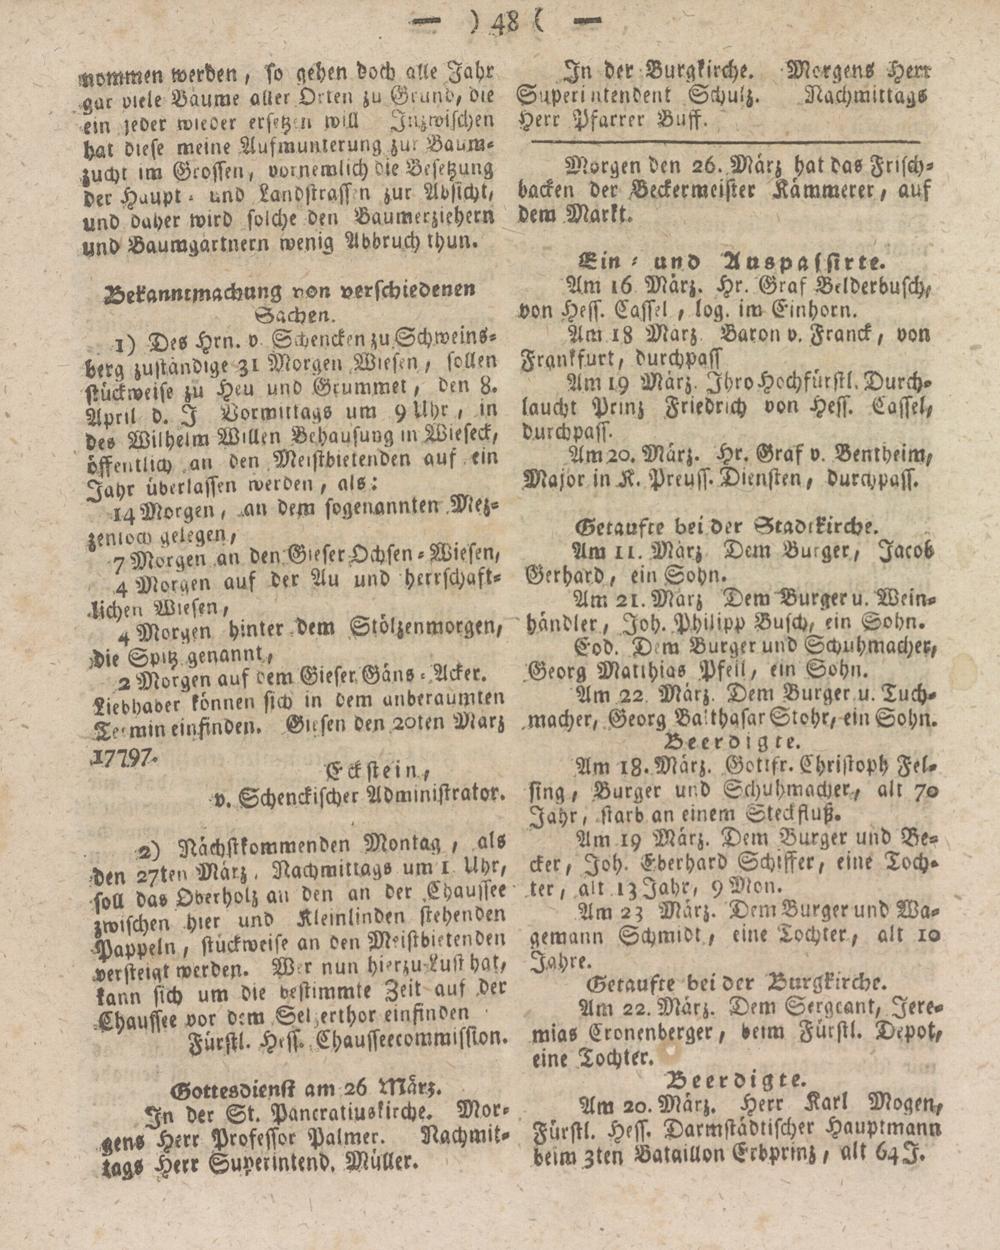 — ) 48 ( —
nommen werden, so gehen doch alle Jahr
gar viele Bäume aller Orten zu Grund, die
ein jeder wieder ersetzen will Inzwischen
hat diese meine Aufmunterung zur Baum-
zucht im Grossen, vornemlich die Besetzung
der Haupt- und Landstrassen zur Absicht,
und daher wird solche den Baumerziehern
und Baumgärtnern wenig Abbruch thun.
Bekanntmachung von verschiedenen
Sachen.
1) Des Hrn. v. Schencken zu Schweins-
berg zuständige 31 Morgen Wiesen, sollen
stückweise zu Heu und Grummet, den 8.
April d. J Vormittags um 9 Uhr, in
des Wilhelm Willen Behausung in Wieseck,
öffentlich an den Meistbietenden auf ein
Jahr überlassen werden, als:
14 Morgen, an dem sogenannten Mez-
zenloch gelegen,
7 Morgen an den Gieser Ochsen-Wiesen,
4 Morgen auf der Au und herrschaft-
lichen Wiesen,
4 Morgen hinter dem Stölzenmorgen,
die Spitz genannt,
2 Morgen auf dem Gieser Gäns-Acker.
Liebhaber können sich in dem anberaumten
Termin einfinden. Giesen den 20ten März
17797.
Eckstein,
v. Schenckischer Administrator.
2) Nächstkommenden Montag, als
den 27ten März, Nachmittags um 1 Uhr,
soll das Oberholz an den an der Chaussee
zwischen hier und Kleinlinden stehenden
Pappeln, stückweise an den Meistbietenden
versteigt werden. Wer nun hierzu Lust hat,
kann sich um die bestimmte Zeit auf der
Chaussee vor dem Selzerthor einfinden
Fürstl. Hess. Chausseecommission.
Gottesdienst am 26 März.
In der St. Pancratiuskirche. Mor-
gens Herr Professor Palmer. Nachmit-
tags Herr Superintend. Müller.
In der Burgkirche. Morgens Herr
Superintendent Schulz. Nachmittags
Herr Pfarrer Buff.
Morgen den 26. März hat das Frisch-
backen der Beckermeister Kämmerer, auf
dem Markt.
Ein- und Auspassirte.
Am 16 März. Hr. Graf Belderbusch,
von Hess. Cassel, log. im Einhorn.
Am 18 März Baron v. Franck, von
Frankfurt, durchpass
Am 19 März. Ihro Hochfürstl. Durch-
laucht Prinz Friedrich von Hess. Cassel,
durchpass.
Am 20. März. Hr. Graf v. Bentheim,
Major in K. Preuss. Diensten, durchpass.
Getaufte bei der Stadtkirche.
Am 11. März Dem Burger, Jacob
Gerhard, ein Sohn.
Am 21. März Dem Burger u. Wein-
händler, Joh. Philipp Busch, ein Sohn.
Eod. Dem Burger und Schuhmacher,
Georg Matthias Pfeil, ein Sohn.
Am 22. März. Dem Burger u. Tuch-
macher, Georg Balthasar Stohr, ein Sohn.
Beerdigte.
Am 18. März. Gottfr. Christoph Fel-
sing, Burger und Schuhmacher, alt 70
Jahr, starb an einem Steckfluß.
Am 19 März. Dem Burger und Be-
cker, Joh. Eberhard Schiffer, eine Toch-
ter, alt 13 Jahr, 9 Mon.
Am 23 März. Dem Burger und Wa-
gemann Schmidt, eine Tochter, alt 10
Jahre.
Getaufte bei der Burgkirche.
Am 22. März. Dem Sergeant, Jere-
mias Cronenberger, beim Fürstl. Depot,
eine Tochter.
Beerdigte.
Am 20. März. Herr Karl Mogen,
Fürstl. Hess. Darmstädtischer Hauptmann
beim 3ten Bataillon Erbprinz, alt 64 J.